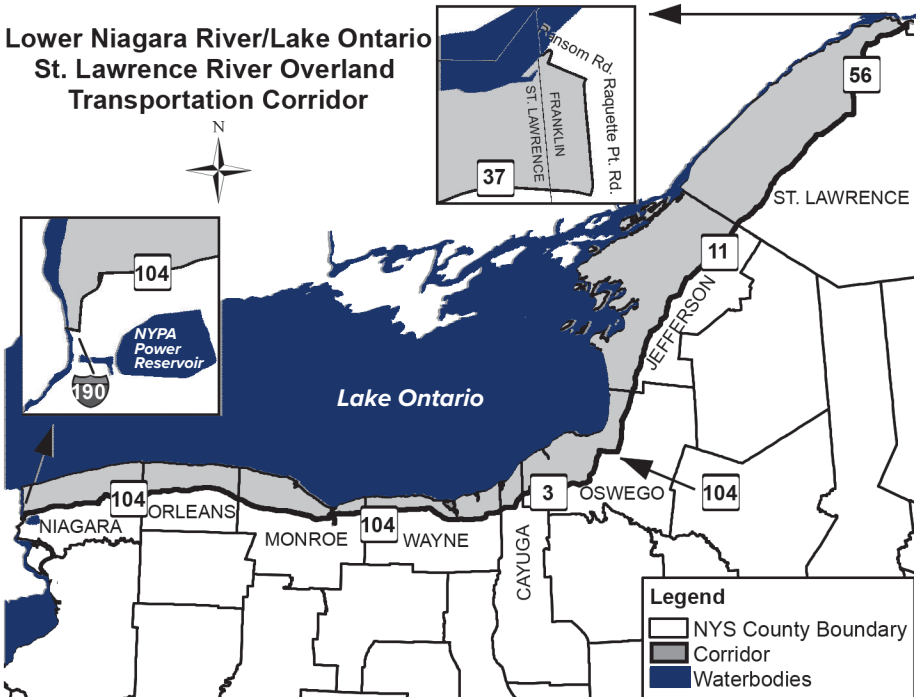 Lower Niagara River/Lake Ontario
St. Lawrence River Overland
Transportation Corridor
N
Ransom Rd.
Raquette Pt. Rd.
FRANKLIN
ST. LAWRENCE
37
56
ST. LAWRENCE
11
JEFFERSON
104
NYPA
Power
Reservoir
190
Lake Ontario
104
NIAGARA
ORLEANS
MONROE
104
WAYNE
CAYUGA
3
OSWEGO
104
Legend
NYS County Boundary
Corridor
Waterbodies